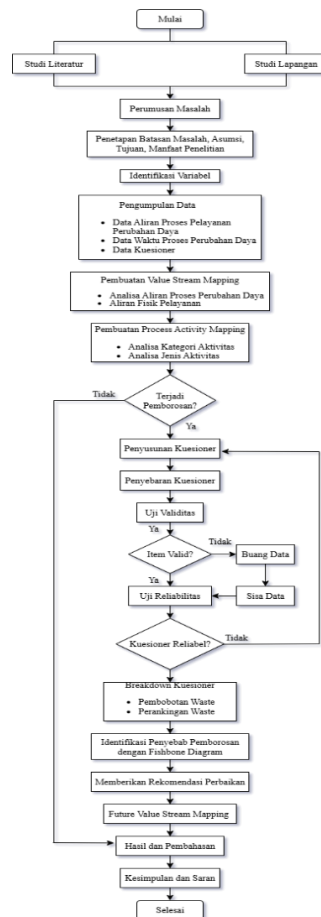 Mulai
Studi Literatur
Studi Lapangan
Perumusan Masalah
Penetapan Batasan Masalah, Asumsi,
Tujuan, Manfaat Penelitian
Identifikasi Variabel
Pengumpulan Data
• Data Aliran Proses Pelayanan
Perubahan Daya
• Data Waktu Proses Perubahan Daya
• Data Kuesioner
Pembuatan Value Stream Mapping
• Analisa Aliran Proses Perubahan Daya
• Aliran Fisik Pelayanan
Pembuatan Process Activity Mapping
• Analisa Kategori Aktivitas
• Analisa Jenis Aktivitas
Tidak
Terjadi
Pemborosan?
Ya
Penyusunan Kuesioner
Penyebaran Kuesioner
Uji Validitas
Ya
Tidak
Item Valid?
Buang Data
Ya
Uji Reliabilitas
Sisa Data
Kuesioner Reliabel?
Tidak
Breakdown Kuesioner
• Pembobotan Waste
• Perankingan Waste
Identifikasi Penyebab Pemborosan
dengan Fishbone Diagram
Memberikan Rekomendasi Perbaikan
Future Value Stream Mapping
Hasil dan Pembahasan
Kesimpulan dan Saran
Selesai